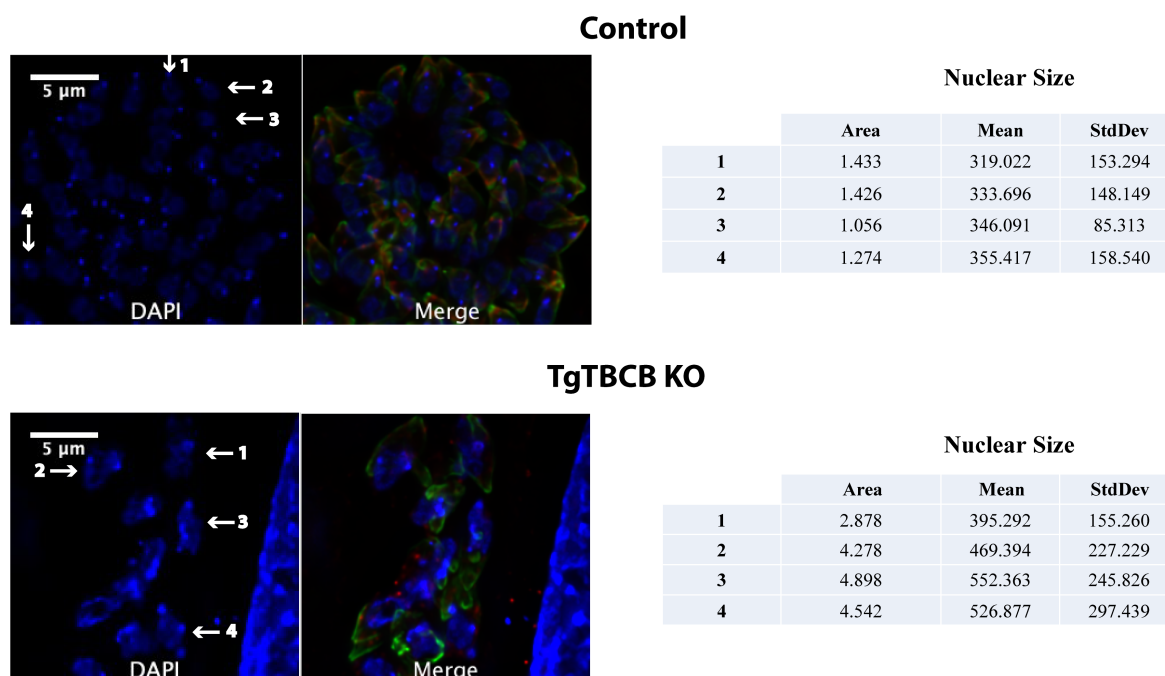 Control
↓1
←2
←3
4
↓
5 μm
DAPI
Merge
Nuclear Size
Area Mean StdDev
1 1.433 319.022 153.294
2 1.426 333.696 148.149
3 1.056 346.091 85.313
4 1.274 355.417 158.540
TgTBCB KO
5 μm
←1
2→
←3
←4
DAPI
Merge
Nuclear Size
Area Mean StdDev
1 2.878 395.292 155.260
2 4.278 469.394 227.229
3 4.898 552.363 245.826
4 4.542 526.877 297.439